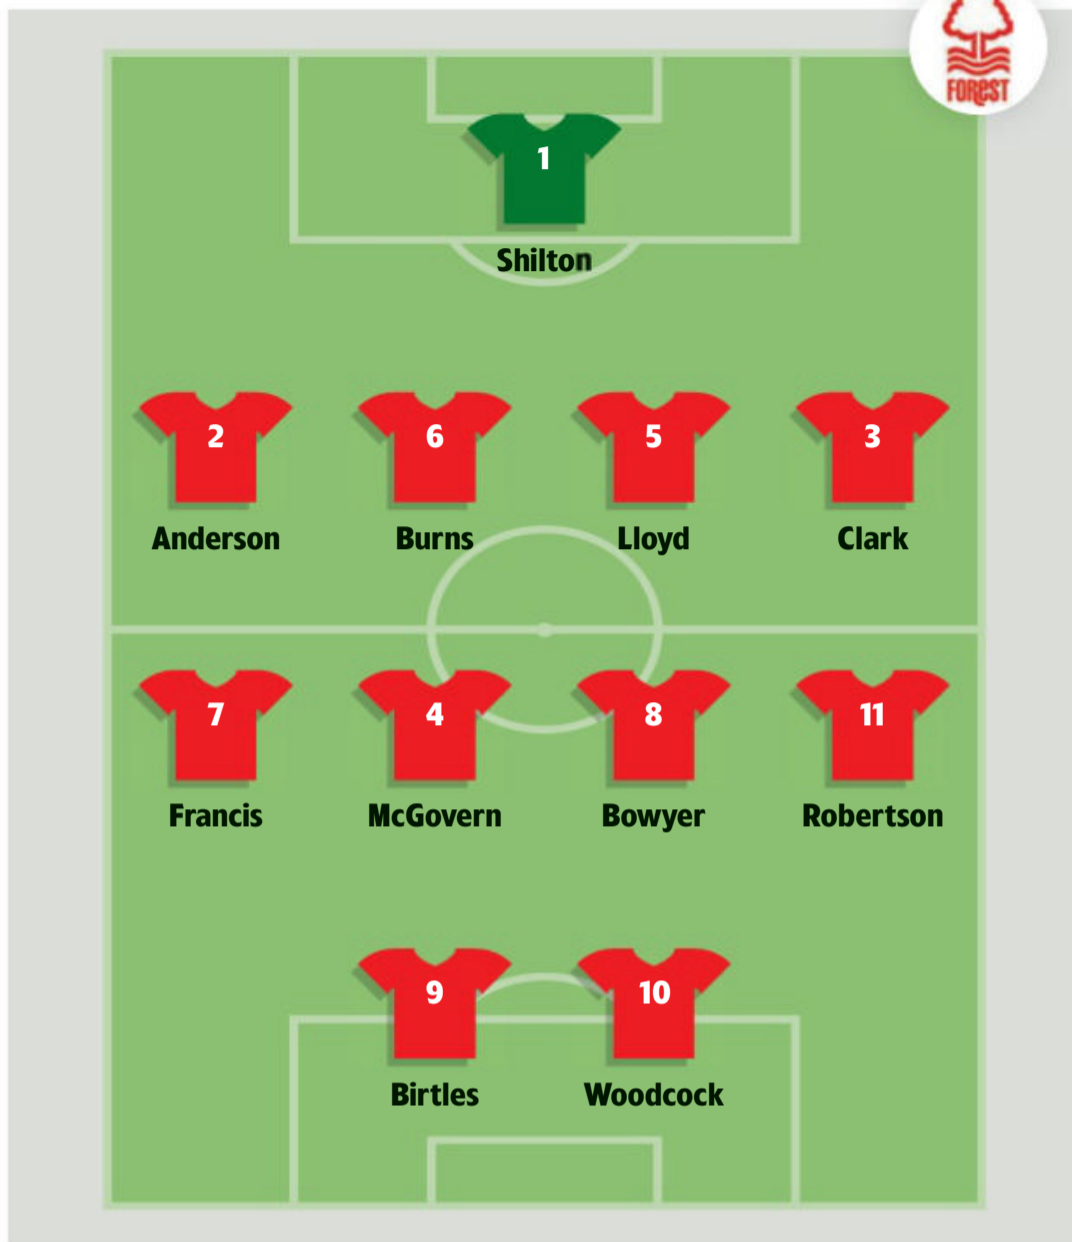 FOREST
1
Shilton
2 6 5 3
Anderson Burns Lloyd Clark
7 4 8 11
Francis McGovern Bowyer Robertson
9 10
Birtles Woodcock